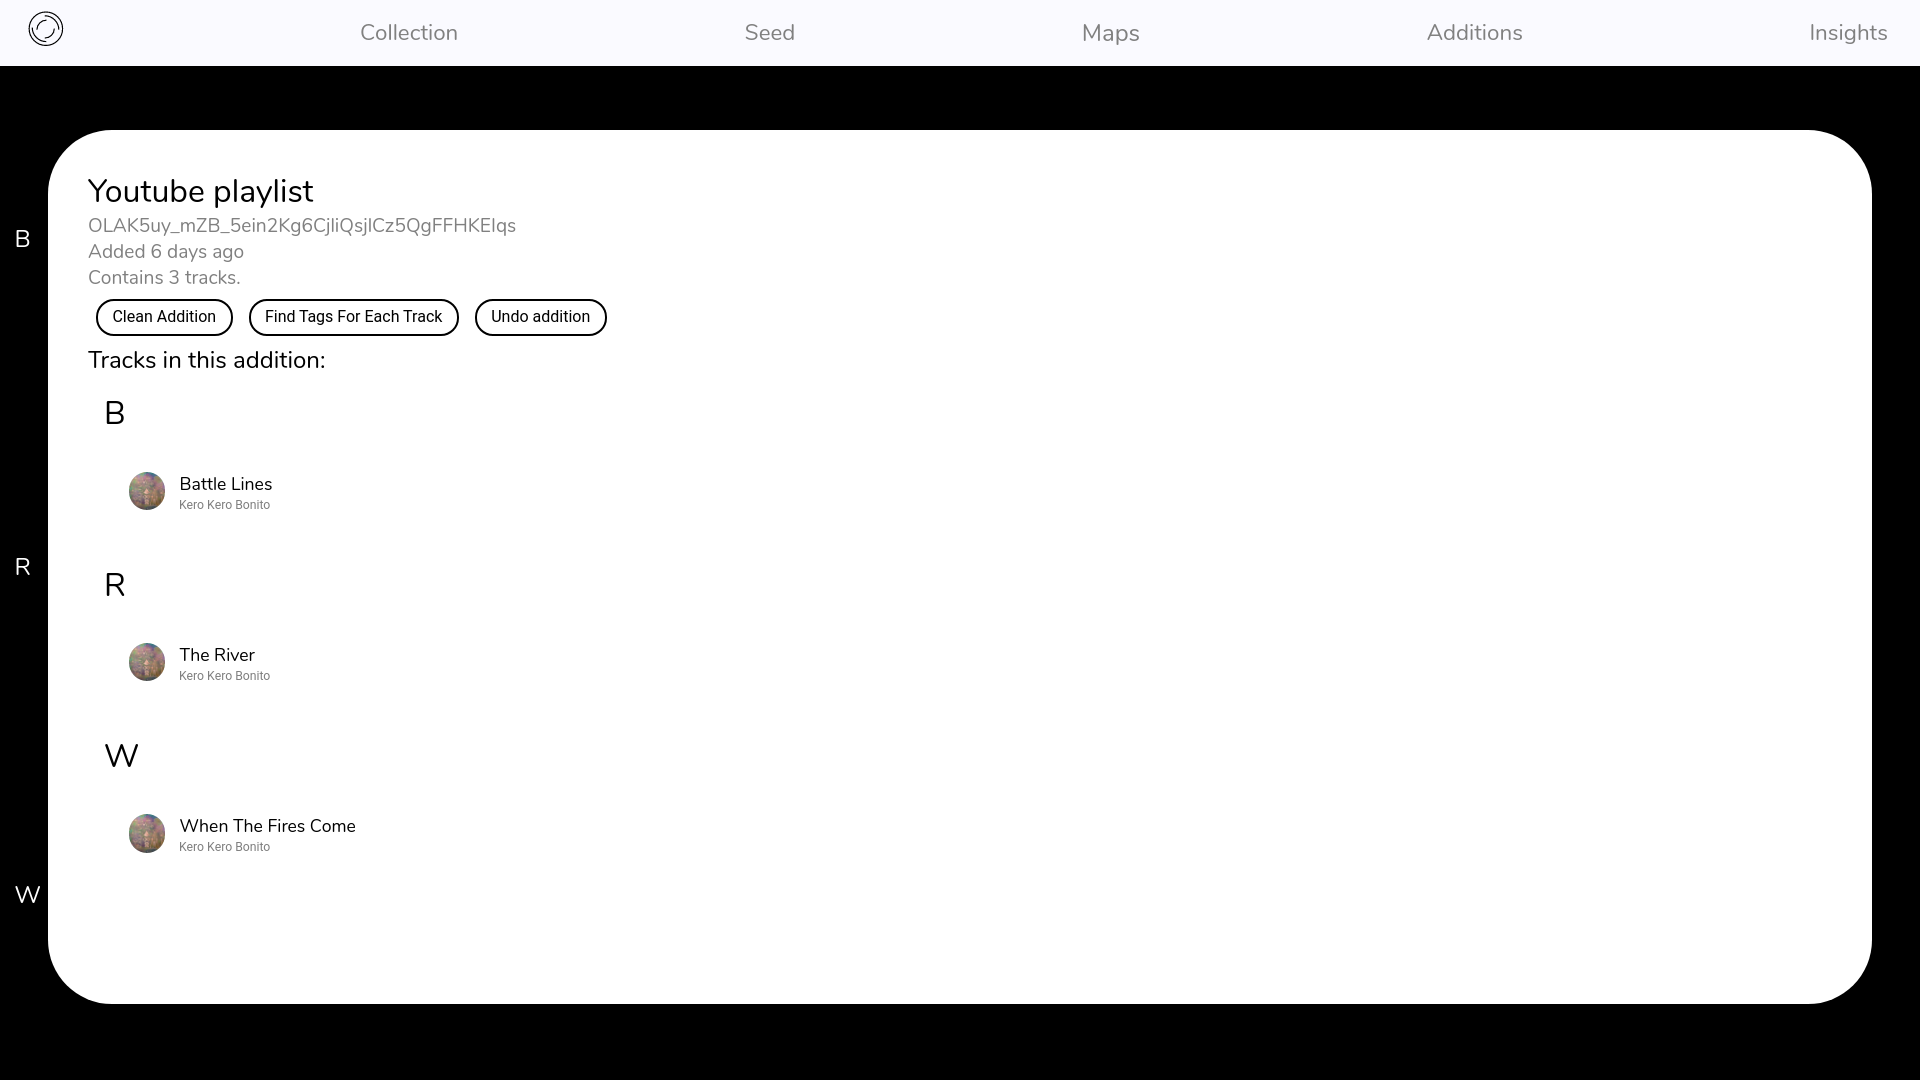 Collection
Seed
Maps
Additions
Insights
Youtube playlist
OLAK5uy_mZB_5ein2Kg6CjliQsjlCz5QgFFHKElqs
Added 6 days ago
Contains 3 tracks.
Clean Addition
Find Tags For Each Track
Undo addition
Tracks in this addition:
B
Battle Lines
Kero Kero Bonito
R
The River
Kero Kero Bonito
W
When The Fires Come
Kero Kero Bonito
B
R
W